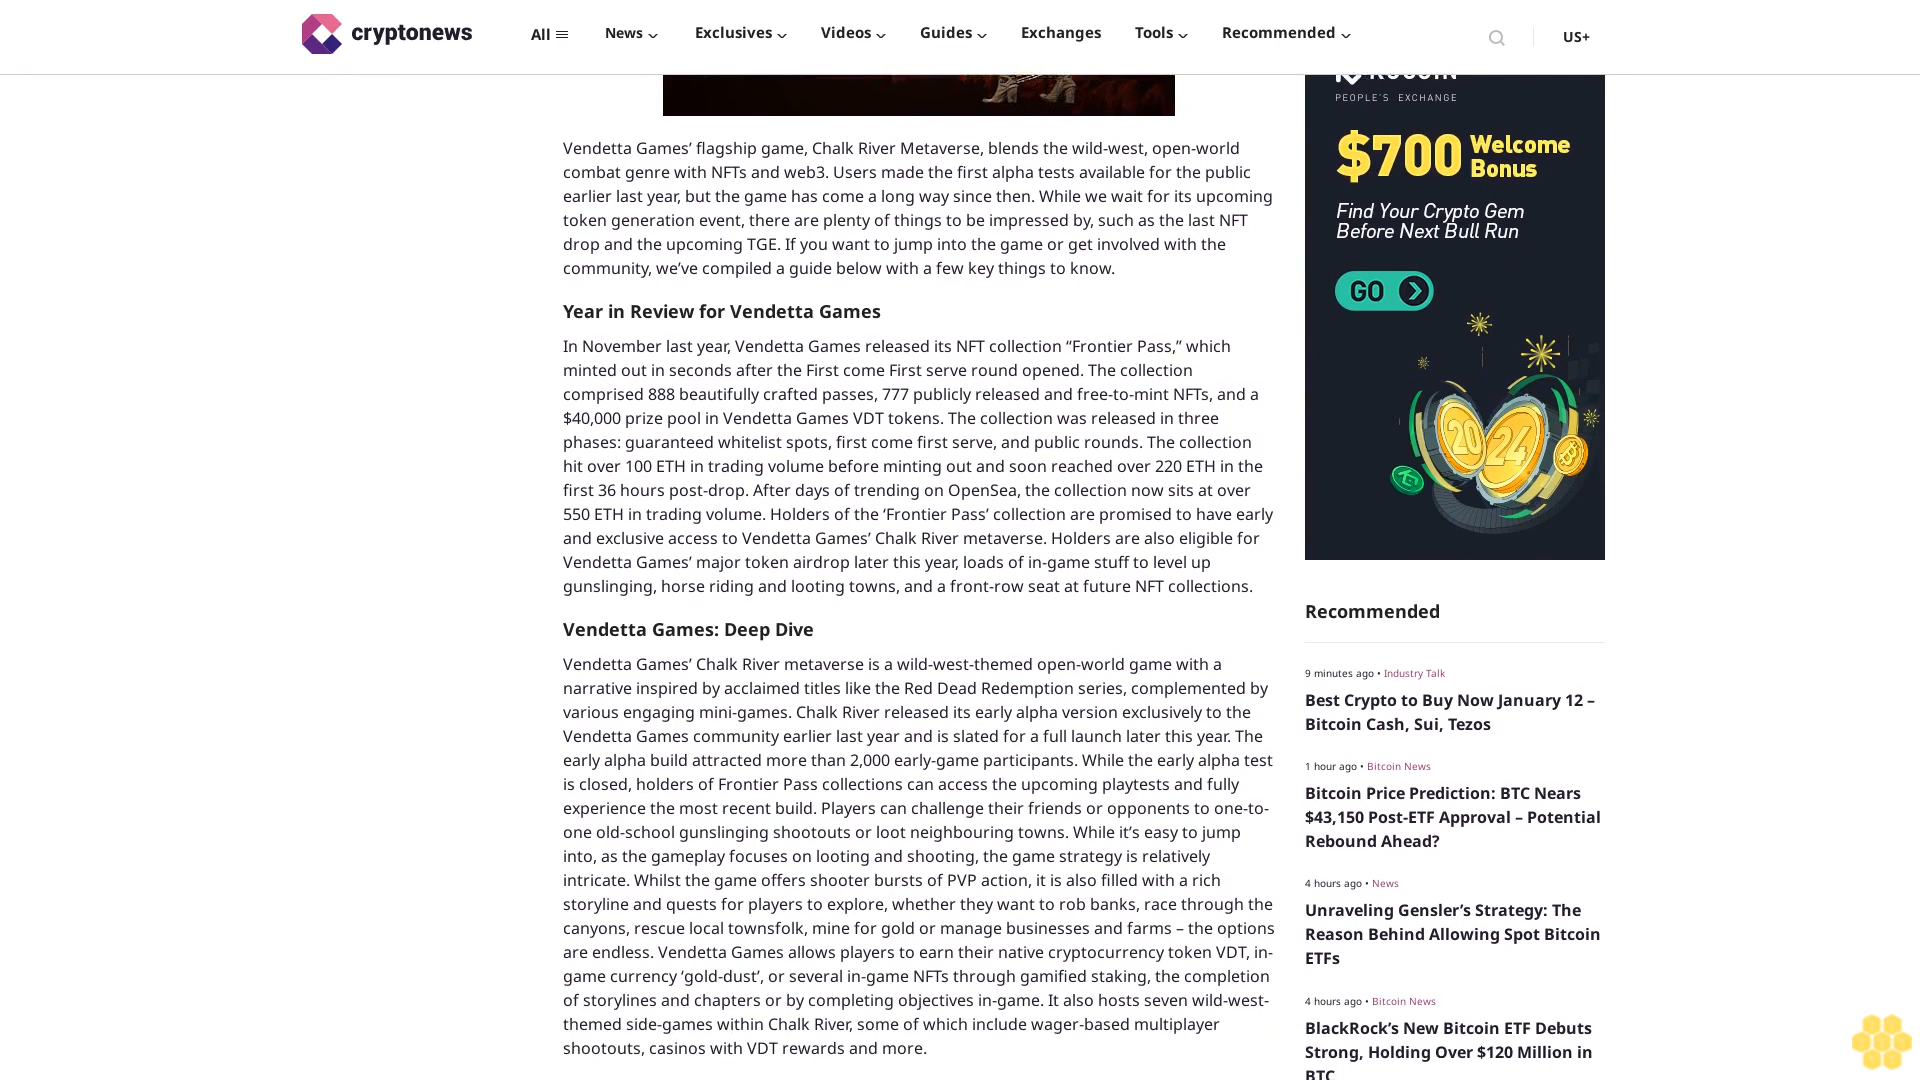 cryptonews
All
News
Exclusives
Videos
Guides
Exchanges
Tools
Recommended
US+
Vendetta Games’ flagship game, Chalk River Metaverse, blends the wild-west, open-world
combat genre with NFTs and web3. Users made the first alpha tests available for the public
earlier last year, but the game has come a long way since then. While we wait for its upcoming
token generation event, there are plenty of things to be impressed by, such as the last NFT
drop and the upcoming TGE. If you want to jump into the game or get involved with the
community, we’ve compiled a guide below with a few key things to know.
Year in Review for Vendetta Games
In November last year, Vendetta Games released its NFT collection “Frontier Pass,” which
minted out in seconds after the First come First serve round opened. The collection
comprised 888 beautifully crafted passes, 777 publicly released and free-to-mint NFTs, and a
$40,000 prize pool in Vendetta Games VDT tokens. The collection was released in three
phases: guaranteed whitelist spots, first come first serve, and public rounds. The collection
hit over 100 ETH in trading volume before minting out and soon reached over 220 ETH in the
first 36 hours post-drop. After days of trending on OpenSea, the collection now sits at over
550 ETH in trading volume. Holders of the ‘Frontier Pass’ collection are promised to have early
and exclusive access to Vendetta Games’ Chalk River metaverse. Holders are also eligible for
Vendetta Games’ major token airdrop later this year, loads of in-game stuff to level up
gunslinging, horse riding and looting towns, and a front-row seat at future NFT collections.
Vendetta Games: Deep Dive
Vendetta Games’ Chalk River metaverse is a wild-west-themed open-world game with a
narrative inspired by acclaimed titles like the Red Dead Redemption series, complemented by
various engaging mini-games. Chalk River released its early alpha version exclusively to the
Vendetta Games community earlier last year and is slated for a full launch later this year. The
early alpha build attracted more than 2,000 early-game participants. While the early alpha test
is closed, holders of Frontier Pass collections can access the upcoming playtests and fully
experience the most recent build. Players can challenge their friends or opponents to one-to-
one old-school gunslinging shootouts or loot neighbouring towns. While it’s easy to jump
into, as the gameplay focuses on looting and shooting, the game strategy is relatively
intricate. Whilst the game offers shooter bursts of PVP action, it is also filled with a rich
storyline and quests for players to explore, whether they want to rob banks, race through the
canyons, rescue local townsfolk, mine for gold or manage businesses and farms – the options
are endless. Vendetta Games allows players to earn their native cryptocurrency token VDT, in-
game currency ‘gold-dust’, or several in-game NFTs through gamified staking, the completion
of storylines and chapters or by completing objectives in-game. It also hosts seven wild-west-
themed side-games within Chalk River, some of which include wager-based multiplayer
shootouts, casinos with VDT rewards and more.
PEOPLE'S EXCHANGE
$700 Welcome
Bonus
Find Your Crypto Gem
Before Next Bull Run
GO
20 24
Recommended
9 minutes ago • Industry Talk
Best Crypto to Buy Now January 12 –
Bitcoin Cash, Sui, Tezos
1 hour ago • Bitcoin News
Bitcoin Price Prediction: BTC Nears
$43,150 Post-ETF Approval – Potential
Rebound Ahead?
4 hours ago • News
Unraveling Gensler’s Strategy: The
Reason Behind Allowing Spot Bitcoin
ETFs
4 hours ago • Bitcoin News
BlackRock’s New Bitcoin ETF Debuts
Strong, Holding Over $120 Million in
BTC